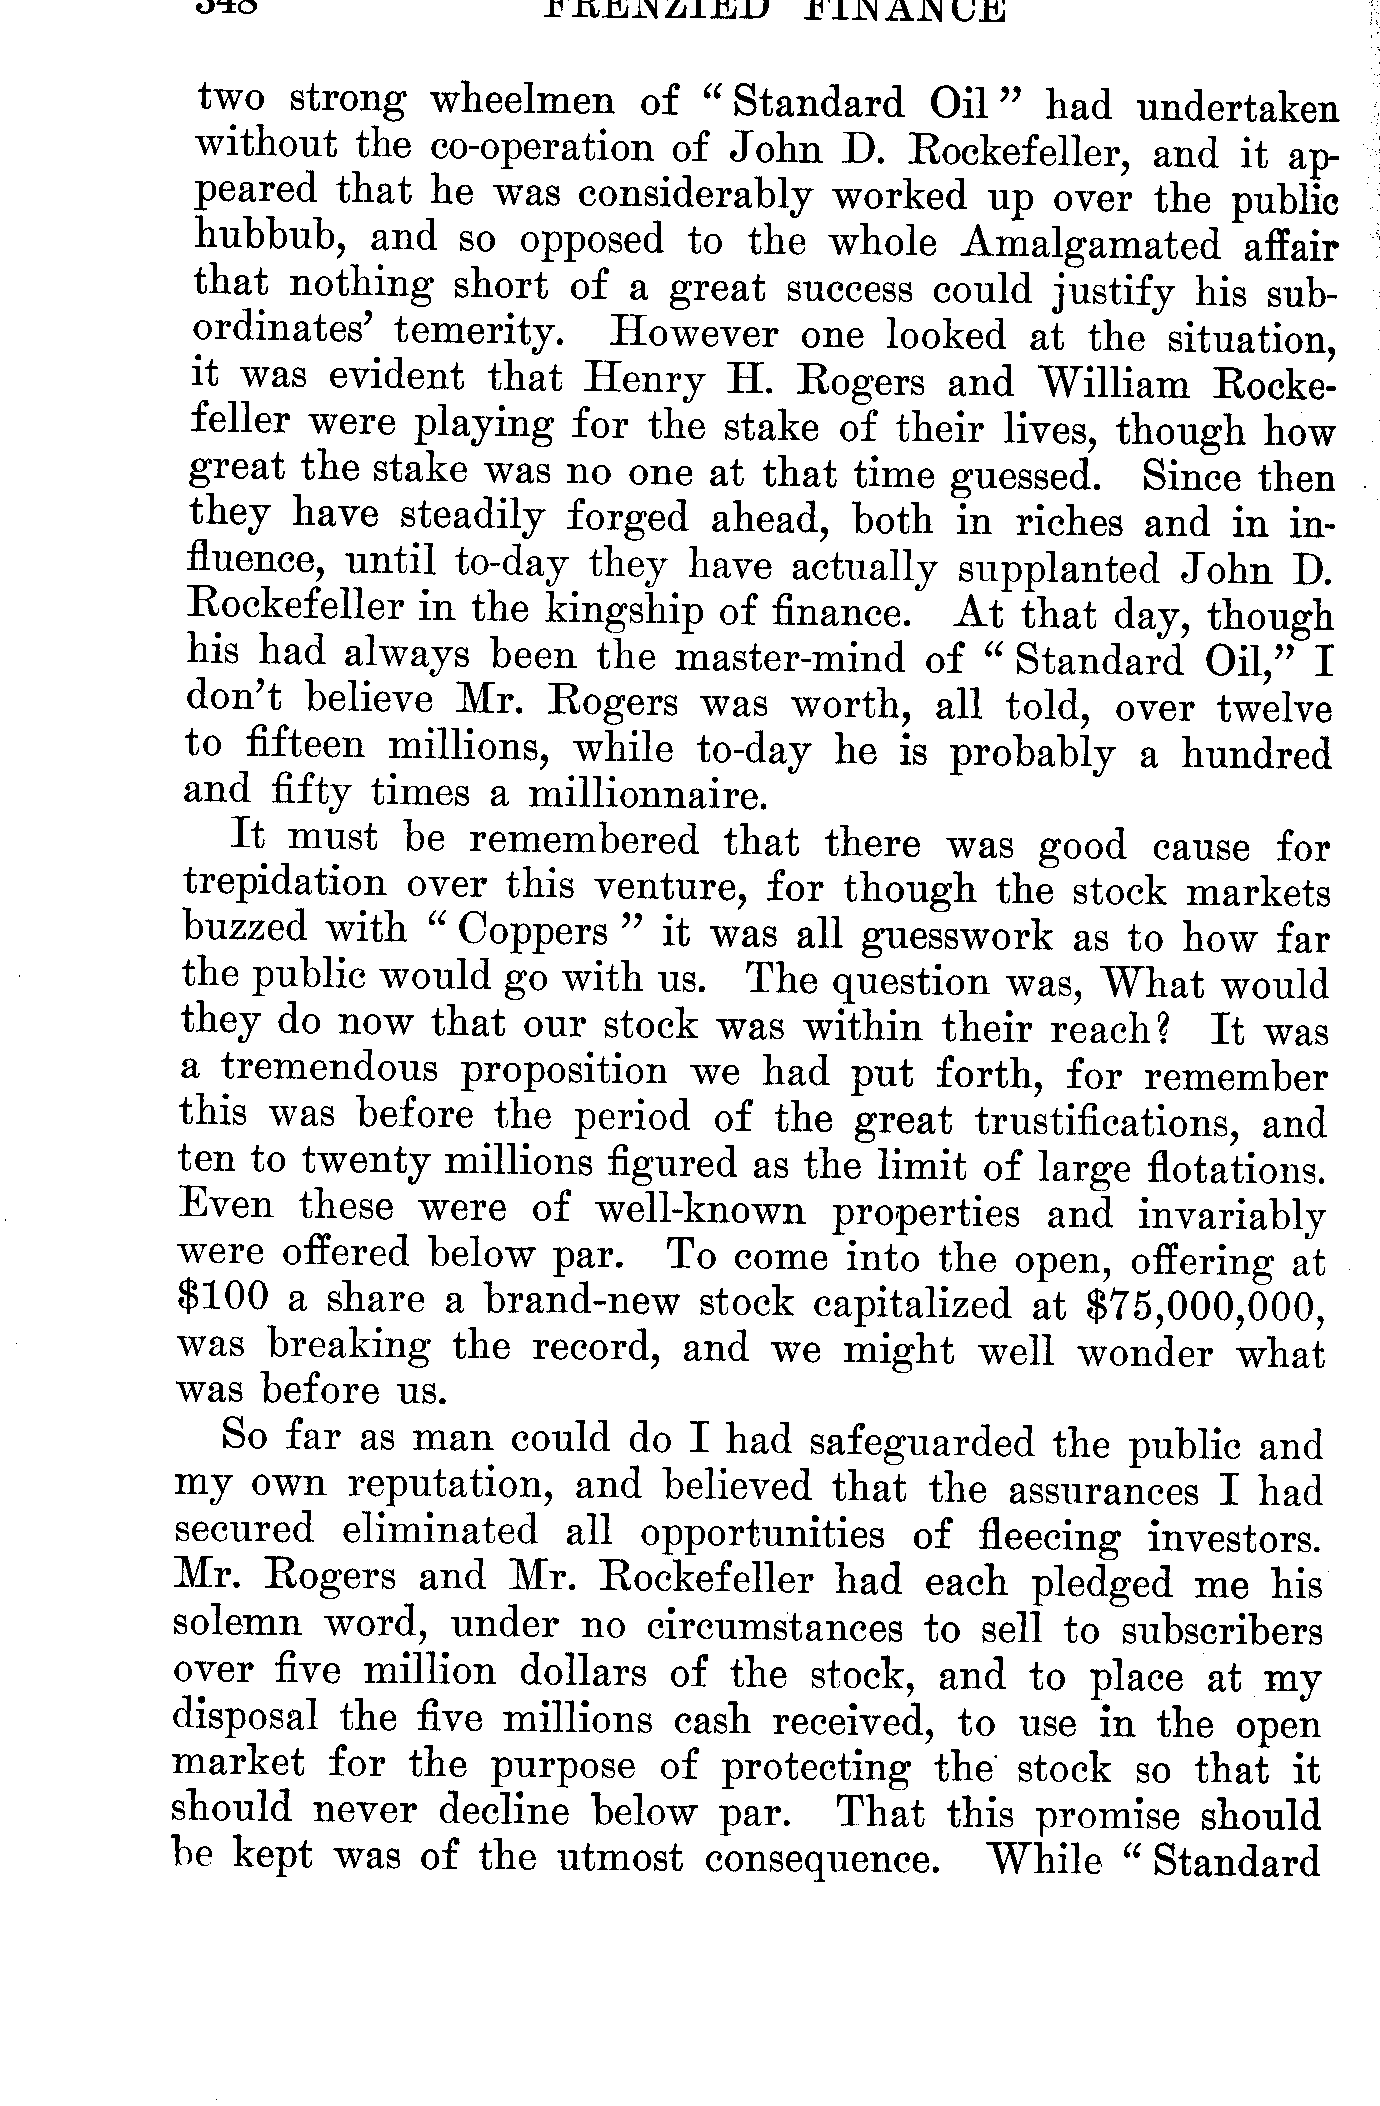 348 FRENZIED FINANCE
two strong wheelmen of “ Standard Oil ” had undertaken
without the co-operation of John D. Rockefeller, and it ap-
peared that he was considerably worked up over the public
hubbub, and so opposed to the whole Amalgamated affair
that nothing short of a great success could justify his sub-
ordinates’ temerity. However one looked at the situation,
it was evident that Henry H. Rogers and William Rocke-
feller were playing for the stake of their lives, though how
great the stake was no one at that time guessed. Since then
they have steadily forged ahead, both in riches and in in-
fluence, until to-day they have actually supplanted John D.
Rockefeller in the kingship of finance. At that day, though
his had always been the master-mind of “ Standard Oil,” I
don’t believe Mr. Rogers was worth, all told, over twelve
to fifteen millions, while to-day he is probably a hundred
and fifty times a millionnaire.
It must be remembered that there was good cause for
trepidation over this venture, for though the stock markets
buzzed with “ Coppers ” it was all guesswork as to how far
the public would go with us. The question was, What would
they do now that our stock was within their reach? It was
a tremendous proposition we had put forth, for remember
this was before the period of the great trustifications, and
ten to twenty millions figured as the limit of large flotations.
Even these were of well-known properties and invariably
were offered below par. To come into the open, offering at
$100 a share a brand-new stock capitalized at $75,000,000,
was breaking the record, and we might well wonder what
was before us.
So far as man could do I had safeguarded the public and
my own reputation, and believed that the assurances I had
secured eliminated all opportunities of fleecing investors.
Mr. Rogers and Mr. Rockefeller had each pledged me his
solemn word, under no circumstances to sell to subscribers
over five million dollars of the stock, and to place at my
disposal the five millions cash received, to use in the open
market for the purpose of protecting the stock so that it
should never decline below par. That this promise should
be kept was of the utmost consequence. While “ Standard